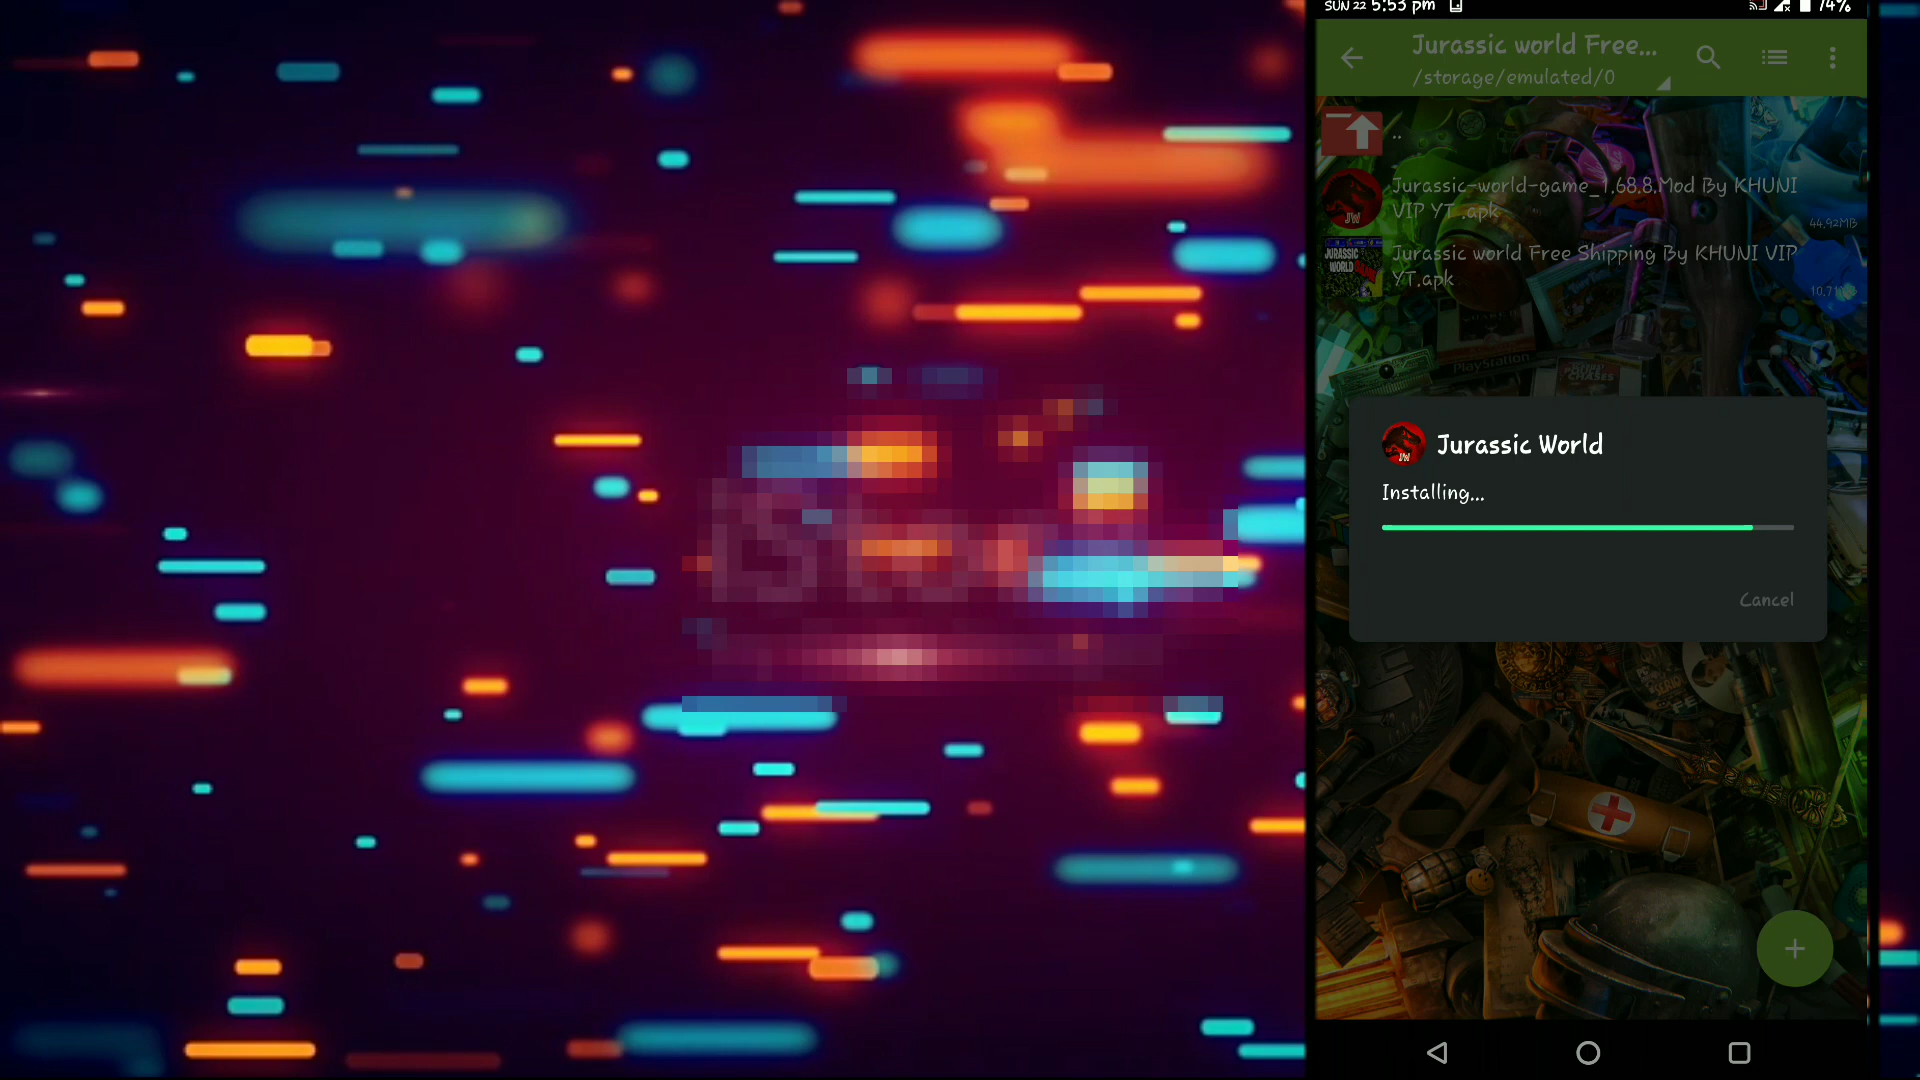 SUN 22 5:53 pm 74%
Jurassic world Free...
/storage/emulated/0
..
Jurassic-world-game_1.68.8.Mod By KHUNI
VIP YT .apk
44.92MB
Jurassic world Free Shipping By KHUNI VIP
YT.apk
JURASSIC
WORLD
PlayStation
JW
Jurassic World
Installing...
Cancel